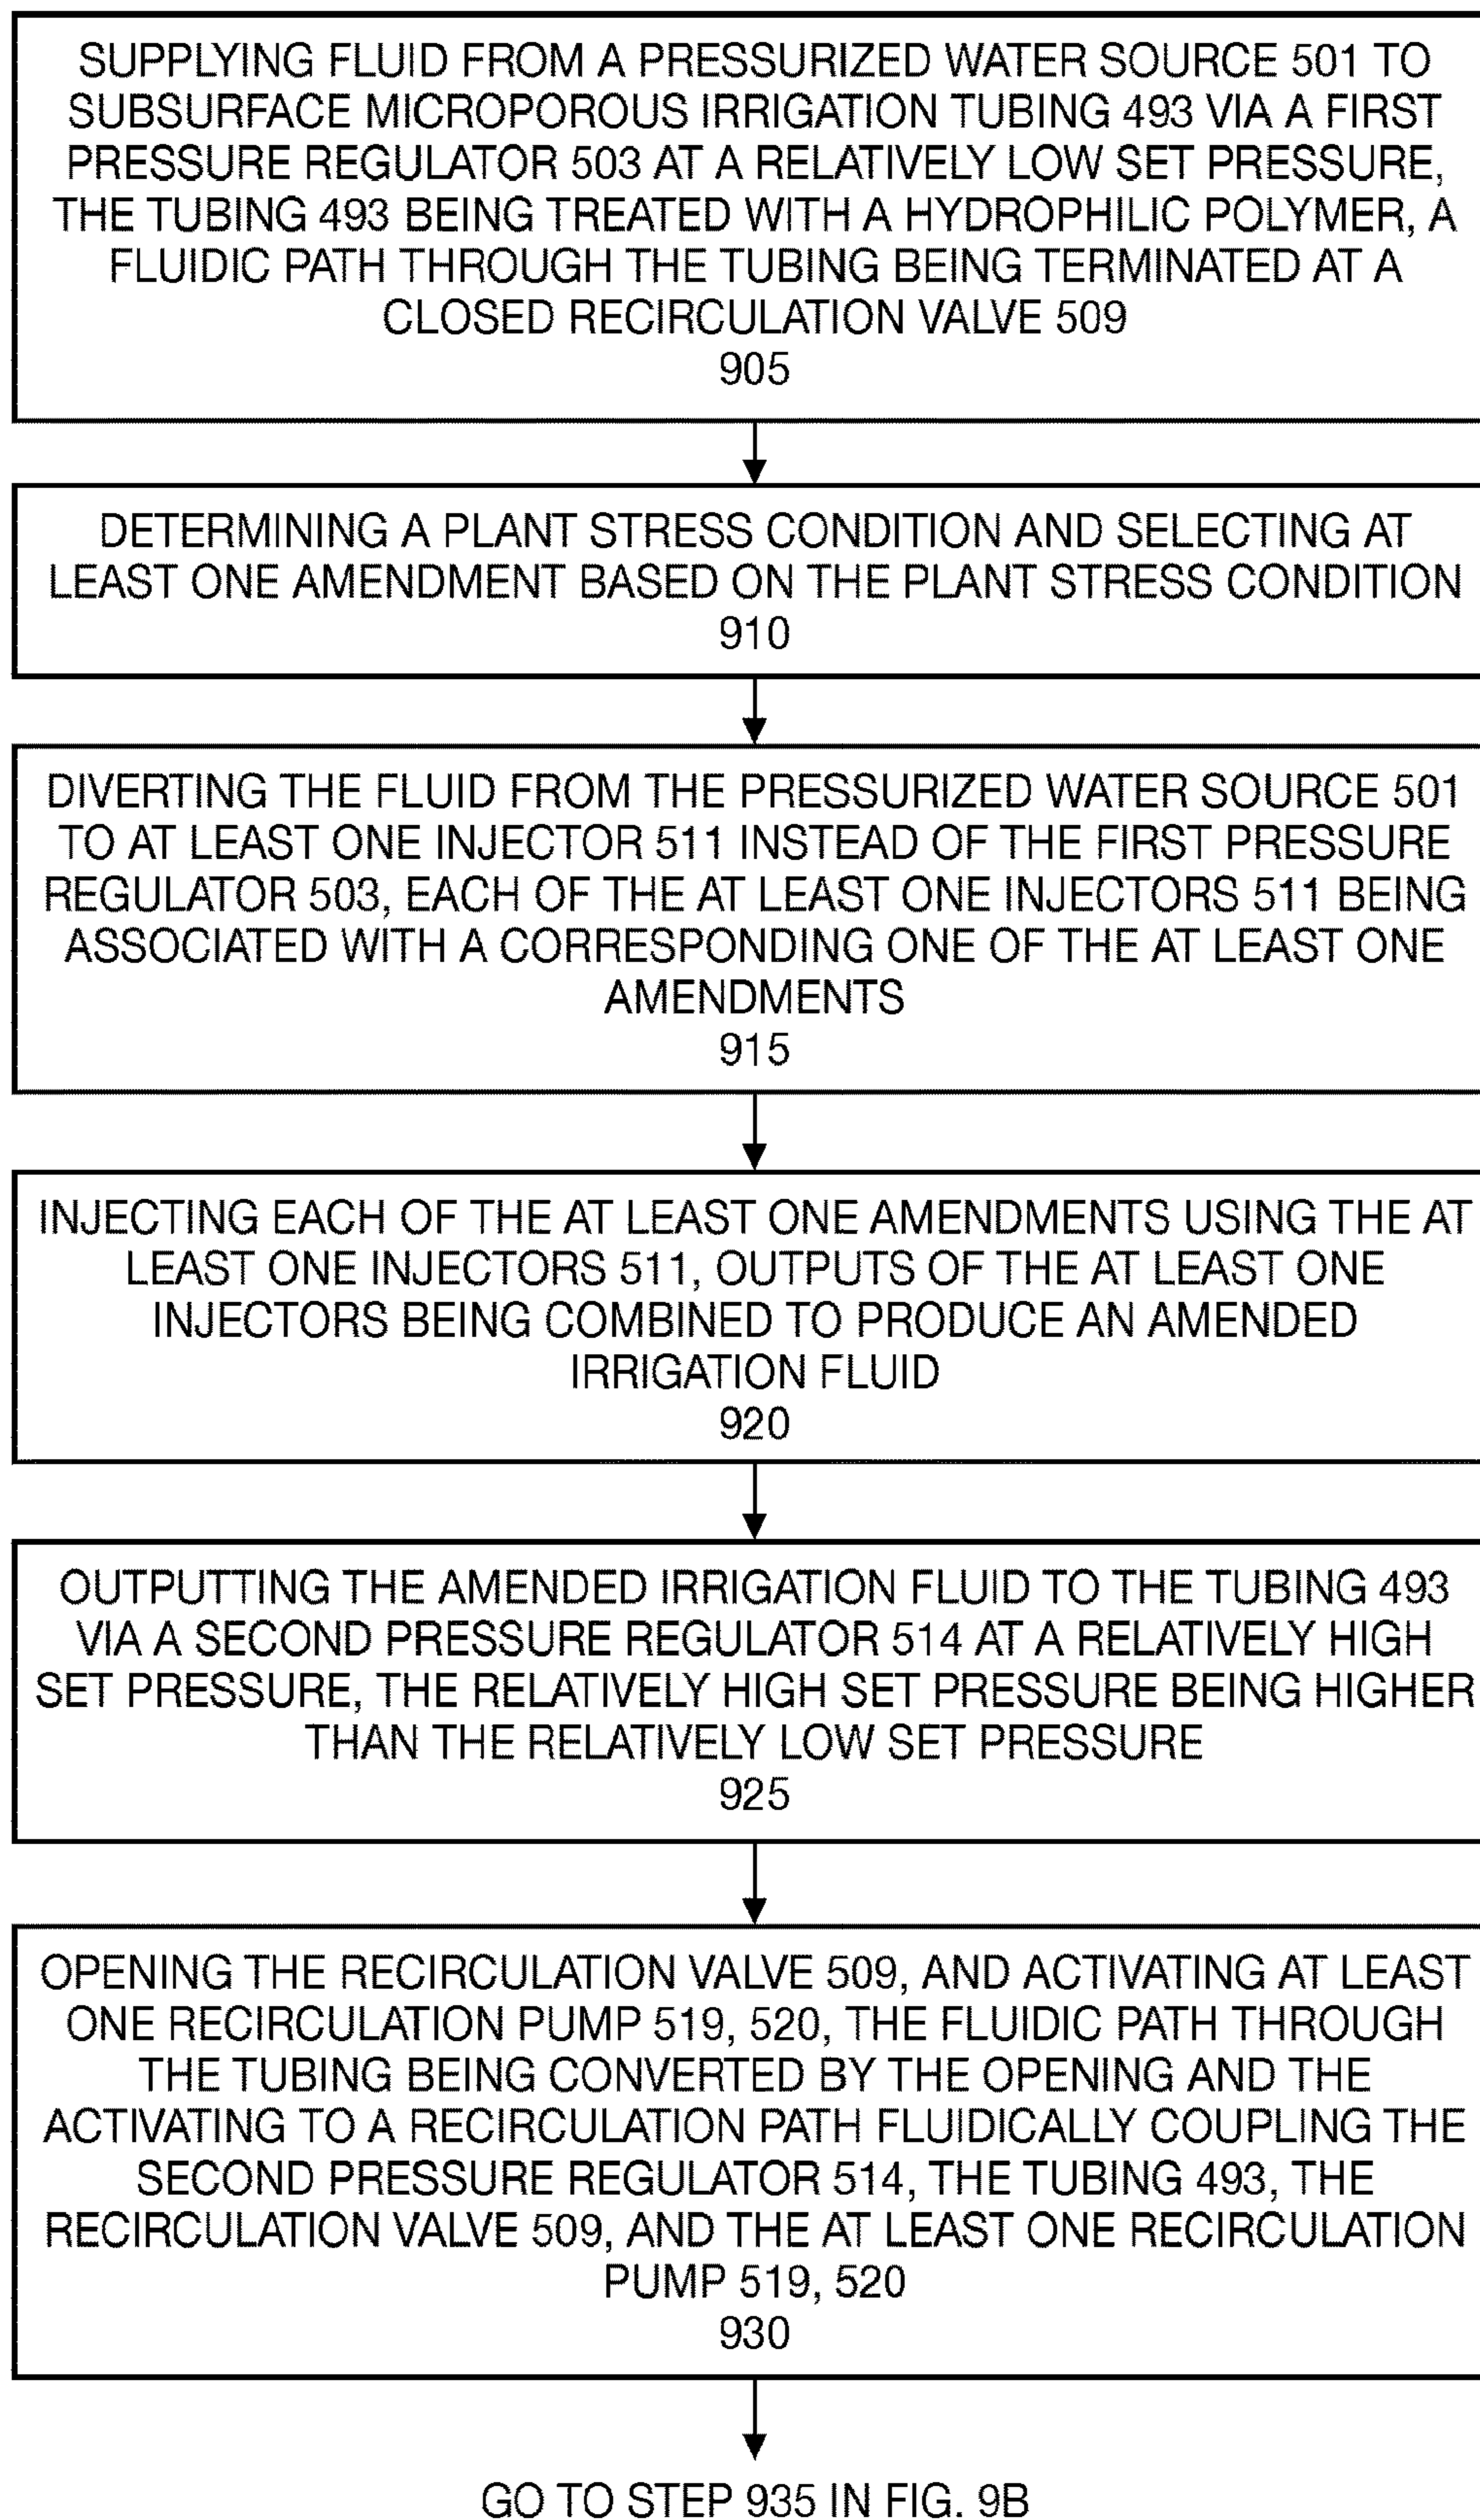 SUPPLYING FLUID FROM A PRESSURIZED WATER SOURCE 501 TO
SUBSURFACE MICROPOROUS IRRIGATION TUBING 493 VIA A FIRST
PRESSURE REGULATOR 503 AT A RELATIVELY LOW SET PRESSURE,
THE TUBING 493 BEING TREATED WITH A HYDROPHILIC POLYMER, A
FLUIDIC PATH THROUGH THE TUBING BEING TERMINATED AT A
CLOSED RECIRCULATION VALVE 509
905
DETERMINING A PLANT STRESS CONDITION AND SELECTING AT
LEAST ONE AMENDMENT BASED ON THE PLANT STRESS CONDITION
910
DIVERTING THE FLUID FROM THE PRESSURIZED WATER SOURCE 501
TO AT LEAST ONE INJECTOR 511 INSTEAD OF THE FIRST PRESSURE
REGULATOR 503, EACH OF THE AT LEAST ONE INJECTORS 511 BEING
ASSOCIATED WITH A CORRESPONDING ONE OF THE AT LEAST ONE
AMENDMENTS
915
INJECTING EACH OF THE AT LEAST ONE AMENDMENTS USING THE AT
LEAST ONE INJECTORS 511, OUTPUTS OF THE AT LEAST ONE
INJECTORS BEING COMBINED TO PRODUCE AN AMENDED
IRRIGATION FLUID
920
OUTPUTTING THE AMENDED IRRIGATION FLUID TO THE TUBING 493
VIA A SECOND PRESSURE REGULATOR 514 AT A RELATIVELY HIGH
SET PRESSURE, THE RELATIVELY HIGH SET PRESSURE BEING HIGHER
THAN THE RELATIVELY LOW SET PRESSURE
925
OPENING THE RECIRCULATION VALVE 509, AND ACTIVATING AT LEAST
ONE RECIRCULATION PUMP 519, 520, THE FLUIDIC PATH THROUGH
THE TUBING BEING CONVERTED BY THE OPENING AND THE
ACTIVATING TO A RECIRCULATION PATH FLUIDICALLY COUPLING THE
SECOND PRESSURE REGULATOR 514, THE TUBING 493, THE
RECIRCULATION VALVE 509, AND THE AT LEAST ONE RECIRCULATION
PUMP 519, 520
930
GO TO STEP 935 IN FIG. 9B